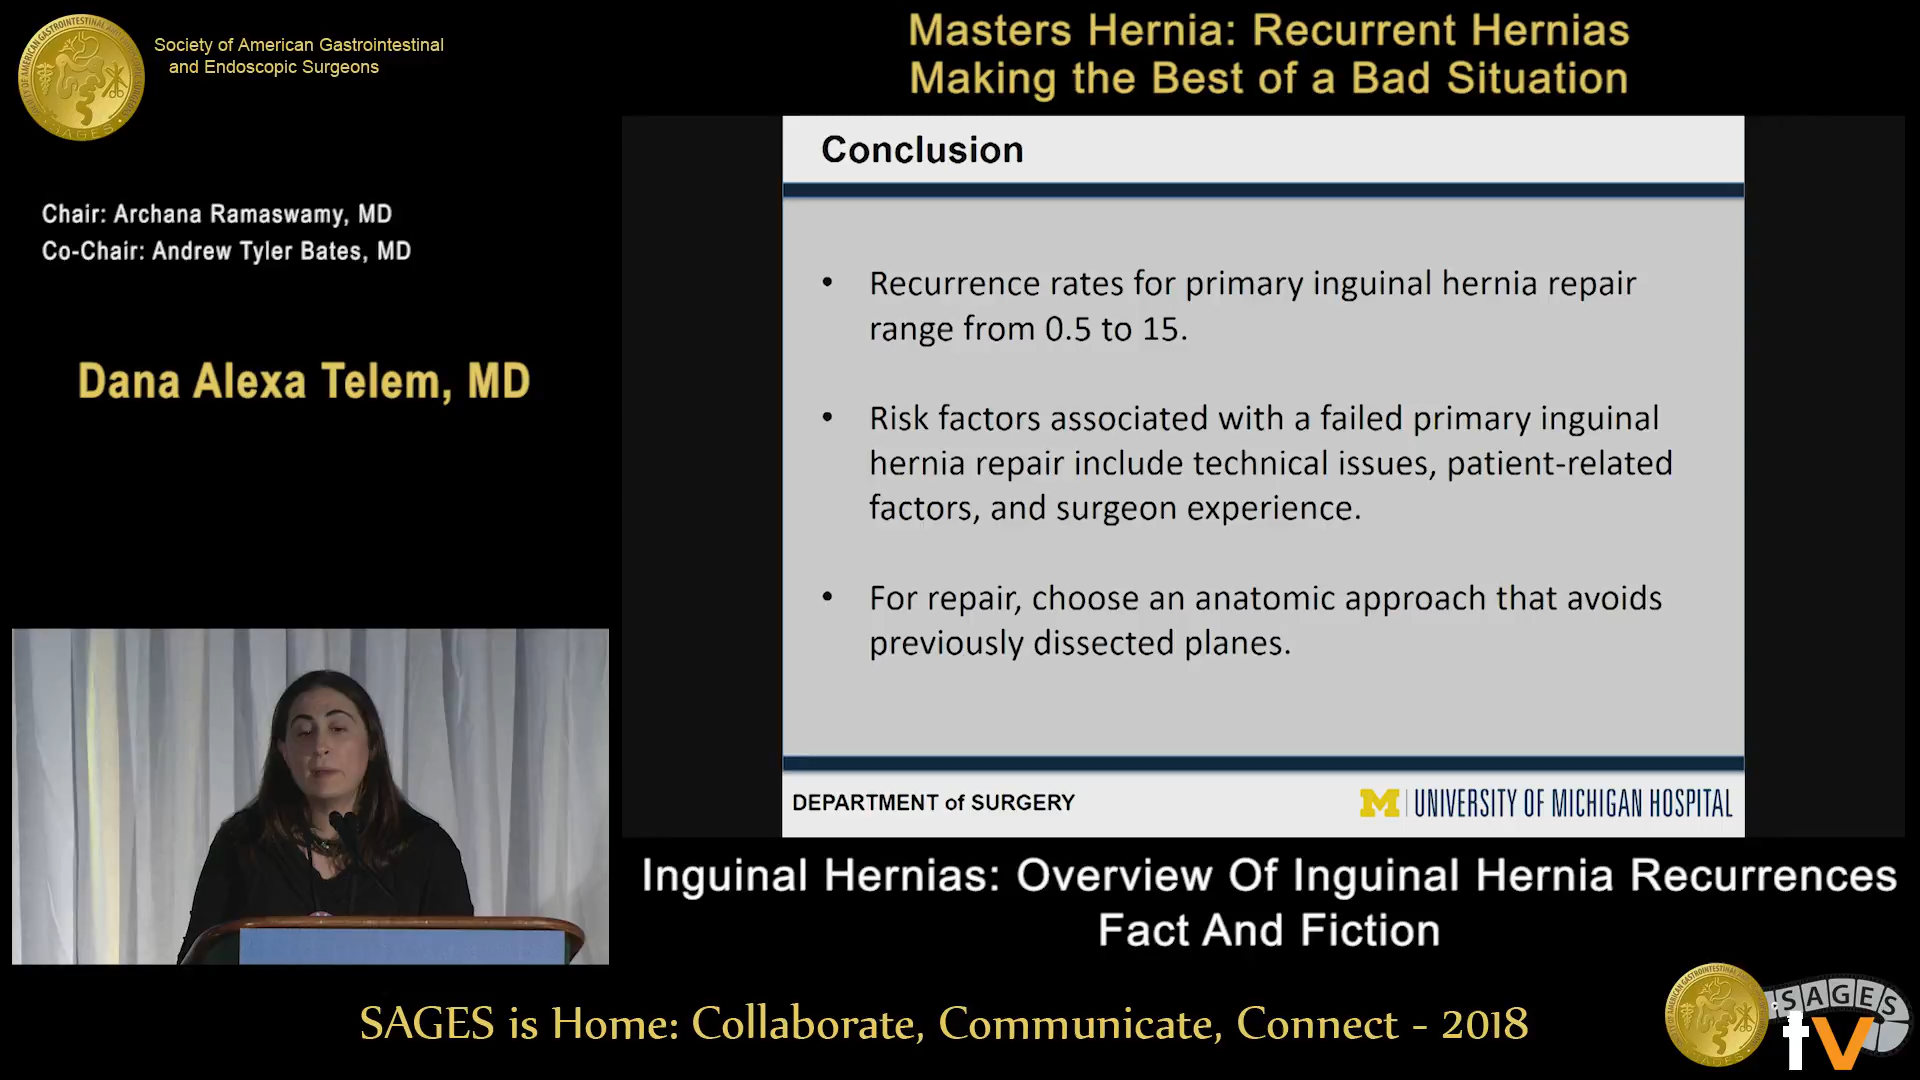 Society of American Gastrointestinal
and Endoscopic Surgeons
Masters Hernia: Recurrent Hernias
Making the Best of a Bad Situation
Chair: Archana Ramaswamy, MD
Co-Chair: Andrew Tyler Bates, MD
Dana Alexa Telem, MD
Conclusion
• Recurrence rates for primary inguinal hernia repair
range from 0.5 to 15.
• Risk factors associated with a failed primary inguinal
hernia repair include technical issues, patient-related
factors, and surgeon experience.
• For repair, choose an anatomic approach that avoids
previously dissected planes.
DEPARTMENT of SURGERY
M UNIVERSITY OF MICHIGAN HOSPITAL
Inguinal Hernias: Overview Of Inguinal Hernia Recurrences
Fact And Fiction
SAGES is Home: Collaborate, Communicate, Connect - 2018
SAGES
tv